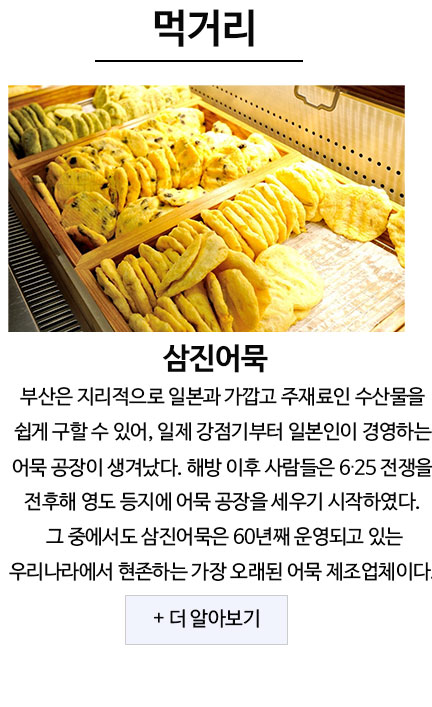 먹거리
삼진어묵
부산은 지리적으로 일본과 가깝고 주재료인 수산물을
쉽게 구할 수 있어, 일제 강점기부터 일본인이 경영하는
어묵 공장이 생겨났다. 해방 이후 사람들은 6·25 전쟁을
전후해 영도 등지에 어묵 공장을 세우기 시작하였다.
그 중에서도 삼진어묵은 60년째 운영되고 있는
우리나라에서 현존하는 가장 오래된 어묵 제조업체이다.
+ 더 알아보기